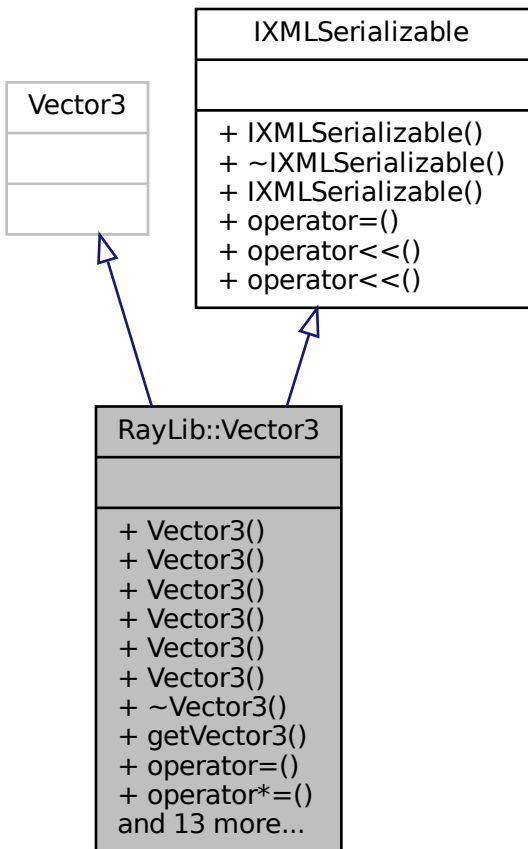 Vector3
IXMLSerializable
+ IXMLSerializable()
+ ~IXMLSerializable()
+ IXMLSerializable()
+ operator=()
+ operator<<()
+ operator<<()
RayLib::Vector3
+ Vector3()
+ Vector3()
+ Vector3()
+ Vector3()
+ Vector3()
+ Vector3()
+ ~Vector3()
+ getVector3()
+ operator=()
+ operator*=()
and 13 more...